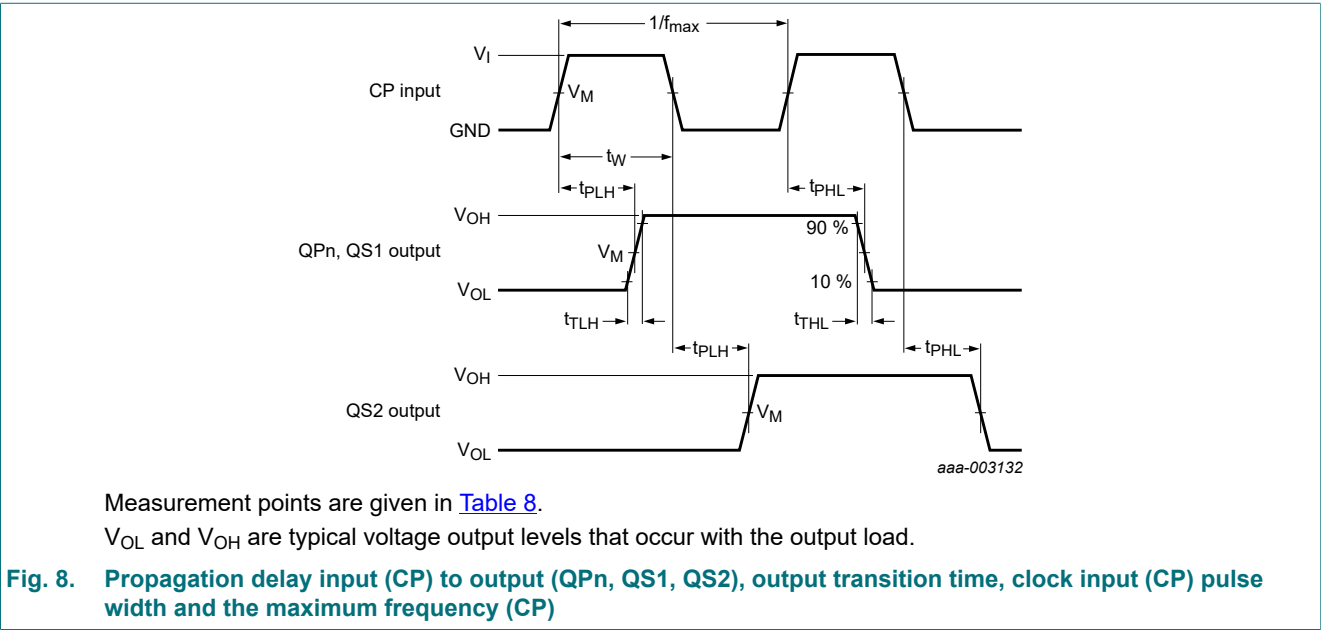 1/fmax
VI
CP input
VM
GND
tW
tPLH
tPHL
VOH
90 %
QPn, QS1 output
VM
10 %
VOL
tTLH
tTHL
tPLH
tPHL
VOH
QS2 output
VM
VOL
aaa-003132
Measurement points are given in Table 8.
VOL and VOH are typical voltage output levels that occur with the output load.
Fig. 8. Propagation delay input (CP) to output (QPn, QS1, QS2), output transition time, clock input (CP) pulse
width and the maximum frequency (CP)